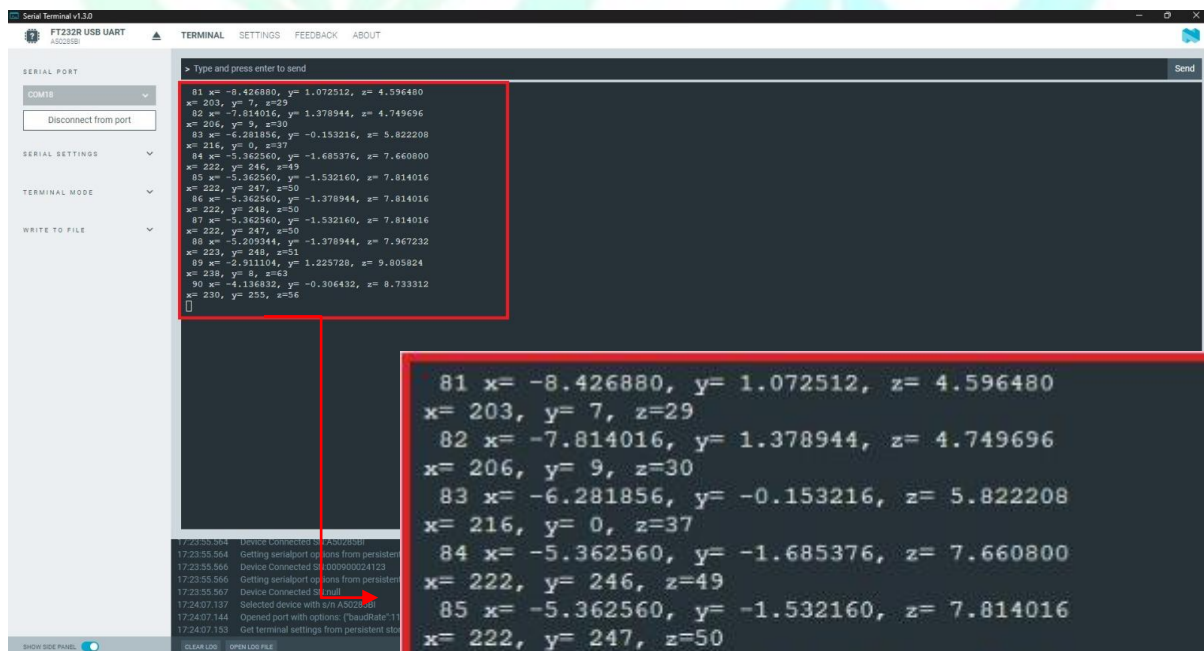 Serial Terminal v1.3.0
FT232R USB UART
A50285BI
TERMINAL SETTINGS FEEDBACK ABOUT
SERIAL PORT
COM18
Disconnect from port
SERIAL SETTINGS
TERMINAL MODE
WRITE TO FILE
> Type and press enter to send
Send
81 x= -8.426880, y= 1.072512, z= 4.596480
x= 203, y= 7, z=29
82 x= -7.814016, y= 1.378944, z= 4.749696
x= 206, y= 9, z=30
83 x= -6.281856, y= -0.153216, z= 5.822208
x= 216, y= 0, z=37
84 x= -5.362560, y= -1.685376, z= 7.660800
x= 222, y= 246, z=49
85 x= -5.362560, y= -1.532160, z= 7.814016
x= 222, y= 247, z=50
86 x= -5.362560, y= -1.378944, z= 7.814016
x= 222, y= 248, z=50
87 x= -5.362560, y= -1.532160, z= 7.814016
x= 222, y= 247, z=50
88 x= -5.209344, y= -1.378944, z= 7.967232
x= 223, y= 248, z=51
89 x= -2.911104, y= 1.225728, z= 9.805824
x= 238, y= 8, z=63
90 x= -4.136832, y= -0.306432, z= 8.733312
x= 230, y= 255, z=56
81 x= -8.426880, y= 1.072512, z= 4.596480
x= 203, y= 7, z=29
82 x= -7.814016, y= 1.378944, z= 4.749696
x= 206, y= 9, z=30
83 x= -6.281856, y= -0.153216, z= 5.822208
x= 216, y= 0, z=37
84 x= -5.362560, y= -1.685376, z= 7.660800
x= 222, y= 246, z=49
85 x= -5.362560, y= -1.532160, z= 7.814016
x= 222, y= 247, z=50
17:23:55.564 Device Connected SN:A50285BI
17:23:55.564 Getting serialport options from persistent
17:23:55.566 Device Connected SN:000900024123
17:23:55.566 Getting serialport options from persistent
17:23:55.567 Device Connected SN:null
17:24:07.137 Selected device with s/n A50285BI
17:24:07.144 Opened port with options: {"baudRate":11
17:24:07.153 Get terminal settings from persistent
SHOW SIDE PANEL
CLEAR LOG OPEN LOG FILE